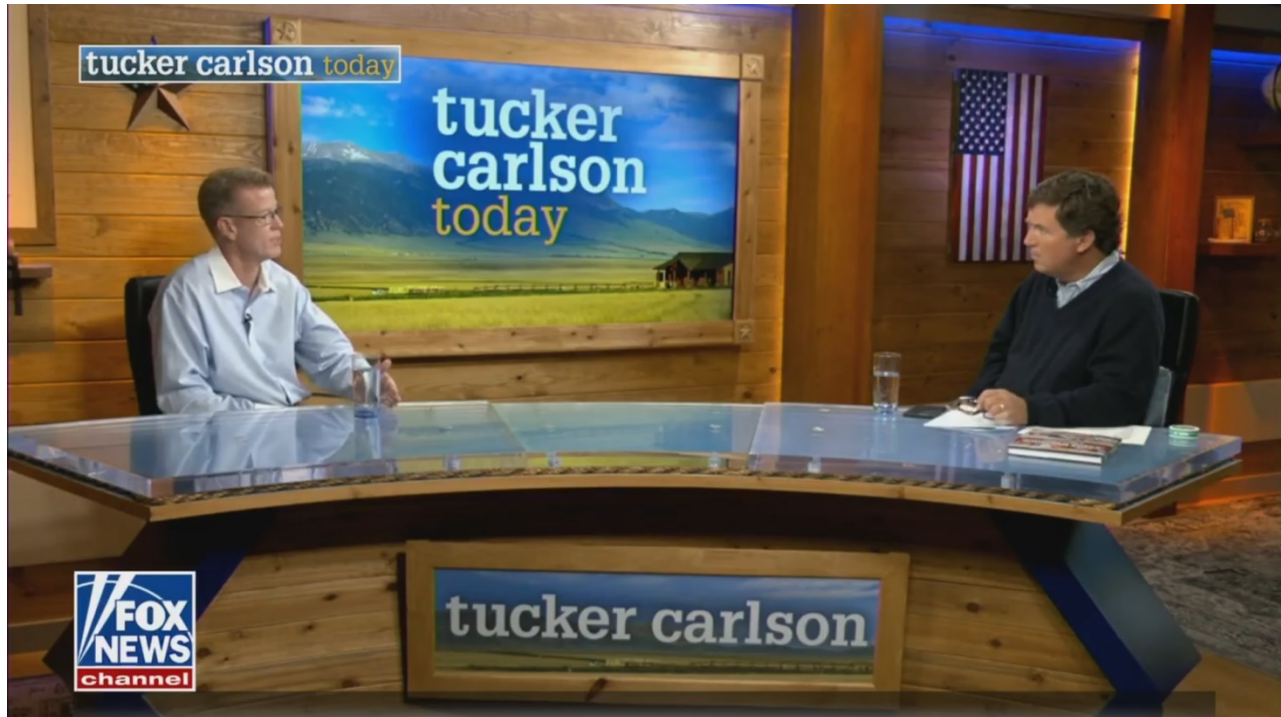 tucker carlson today
tucker
carlson
today
FOX
NEWS
channel
tucker carlson